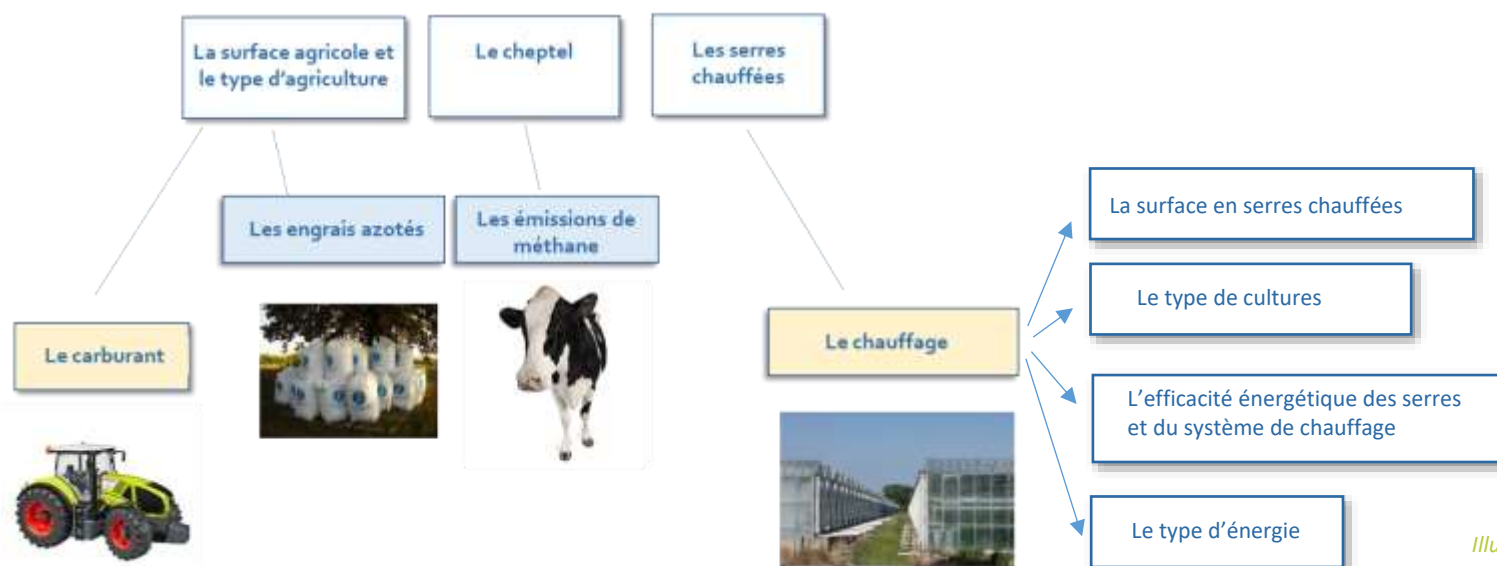 La surface agricole et
le type d'agriculture
Le cheptel
Les serres
chauffées
Les engrais azotés
Les émissions de
méthane
Le carburant
Le chauffage
La surface en serres chauffées
Le type de cultures
L'efficacité énergétique des serres
et du système de chauffage
Le type d'énergie